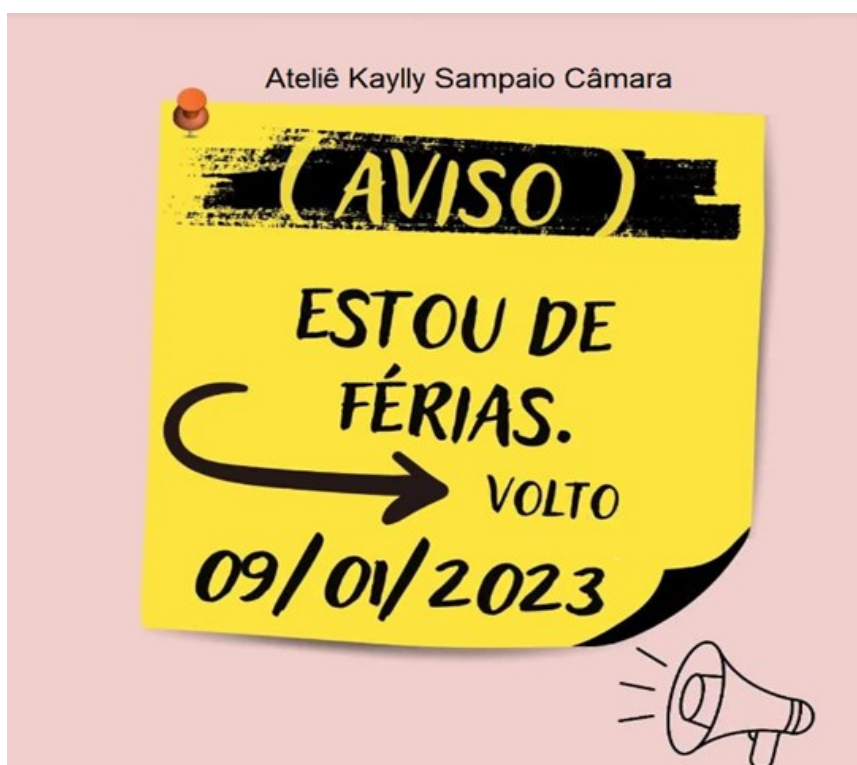 Ateliê Kaylly Sampaio Câmara
( AVISO )
ESTOU DE
FÉRIAS.
VOLTO
09/01/2023